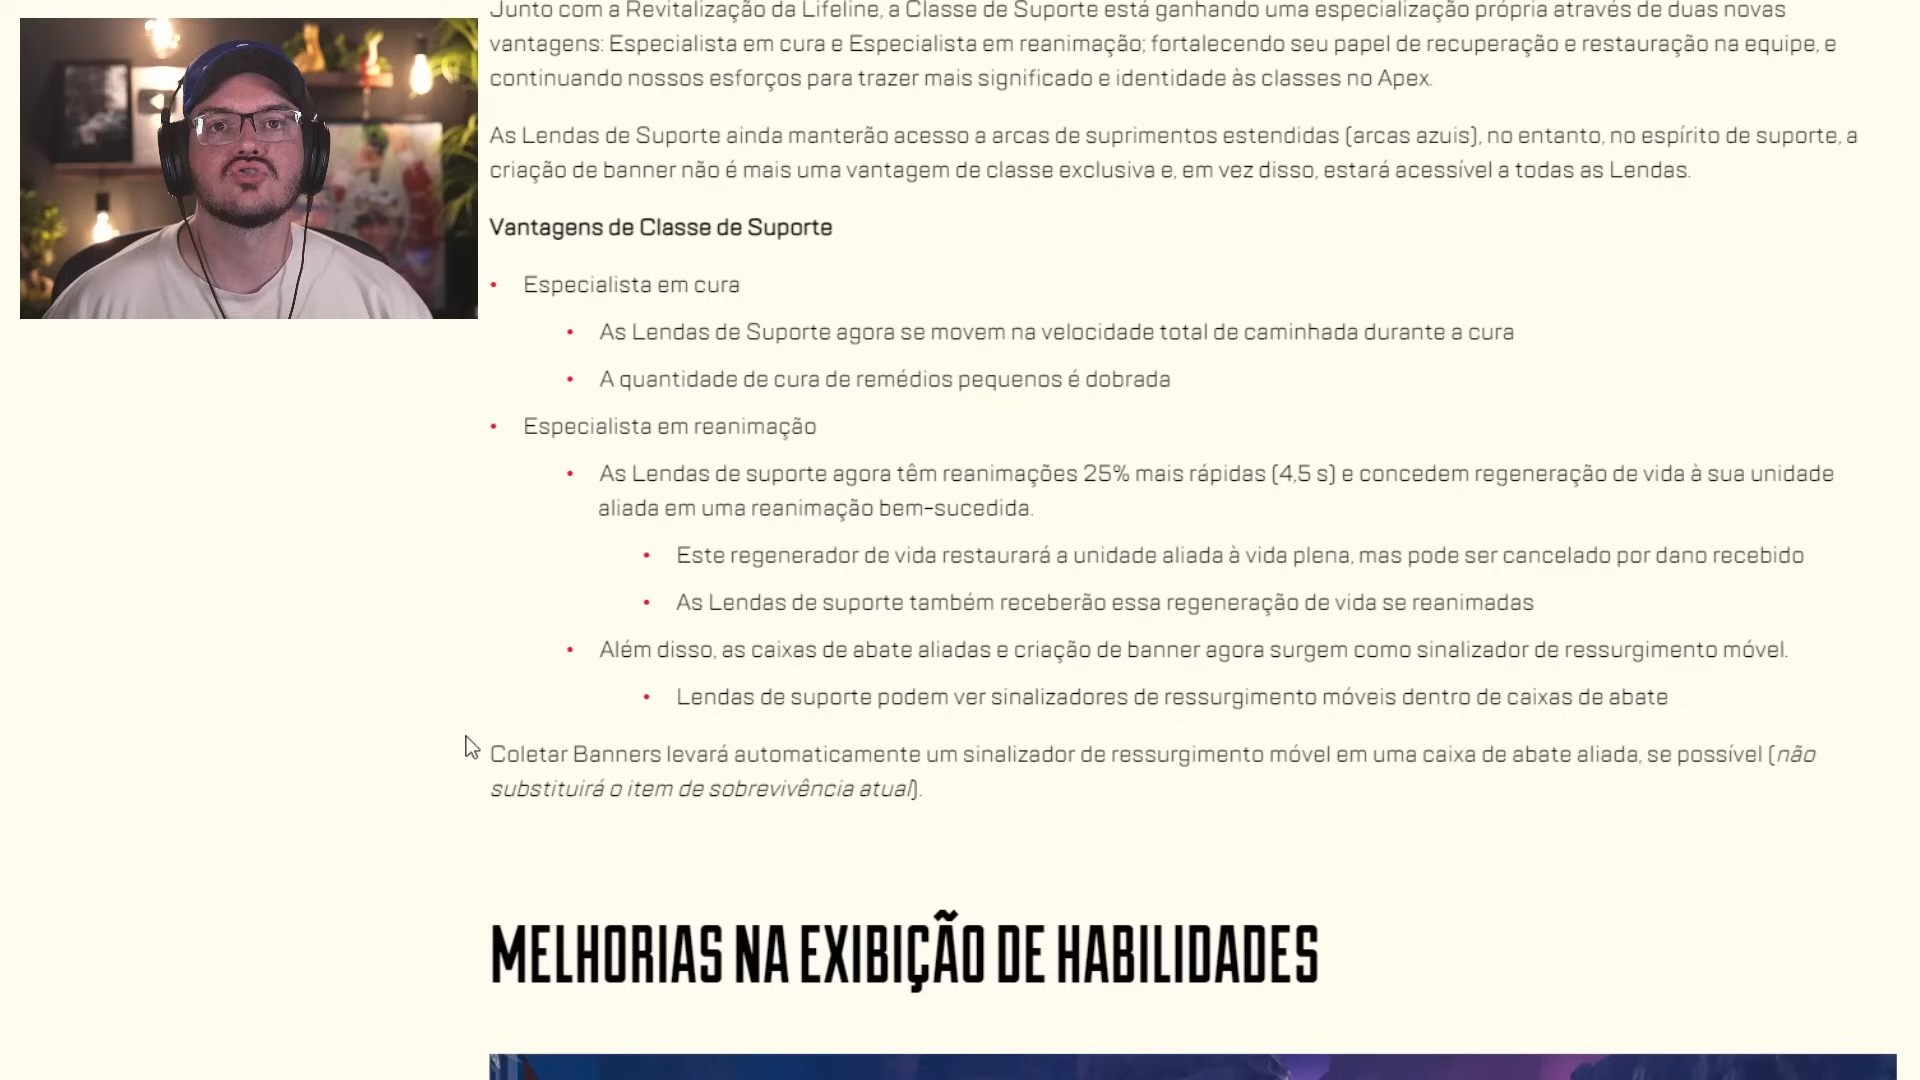 Junto com a Revitalização da Lifeline, a Classe de Suporte está ganhando uma especialização própria através de duas novas
vantagens: Especialista em cura e Especialista em reanimação; fortalecendo seu papel de recuperação e restauração na equipe, e
continuando nossos esforços para trazer mais significado e identidade às classes no Apex.
As Lendas de Suporte ainda manterão acesso a arcas de suprimentos estendidas (arcas azuis), no entanto, no espírito de suporte, a
criação de banner não é mais uma vantagem de classe exclusiva e, em vez disso, estará acessível a todas as Lendas.
Vantagens de Classe de Suporte
• Especialista em cura
• As Lendas de Suporte agora se movem na velocidade total de caminhada durante a cura
• A quantidade de cura de remédios pequenos é dobrada
• Especialista em reanimação
• As Lendas de suporte agora têm reanimações 25% mais rápidas (4,5 s) e concedem regeneração de vida à sua unidade
aliada em uma reanimação bem-sucedida.
• Este regenerador de vida restaurará a unidade aliada à vida plena, mas pode ser cancelado por dano recebido
• As Lendas de suporte também receberão essa regeneração de vida se reanimadas
• Além disso, as caixas de abate aliadas e criação de banner agora surgem como sinalizador de ressurgimento móvel.
• Lendas de suporte podem ver sinalizadores de ressurgimento móveis dentro de caixas de abate
Coletar Banners levará automaticamente um sinalizador de ressurgimento móvel em uma caixa de abate aliada, se possível (não
substituirá o item de sobrevivência atual).
MELHORIAS NA EXIBIÇÃO DE HABILIDADES